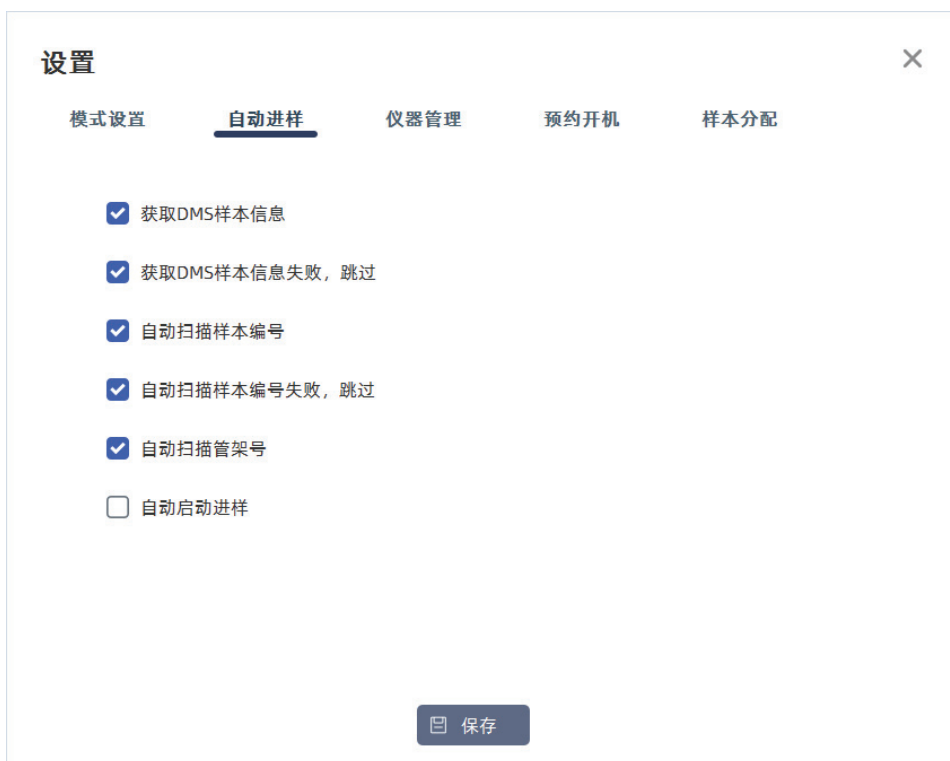 设置
模式设置 自动进样 仪器管理 预约开机 样本分配
获取DMS样本信息
获取DMS样本信息失败，跳过
自动扫描样本编号
自动扫描样本编号失败，跳过
自动扫描管架号
自动启动进样
保存